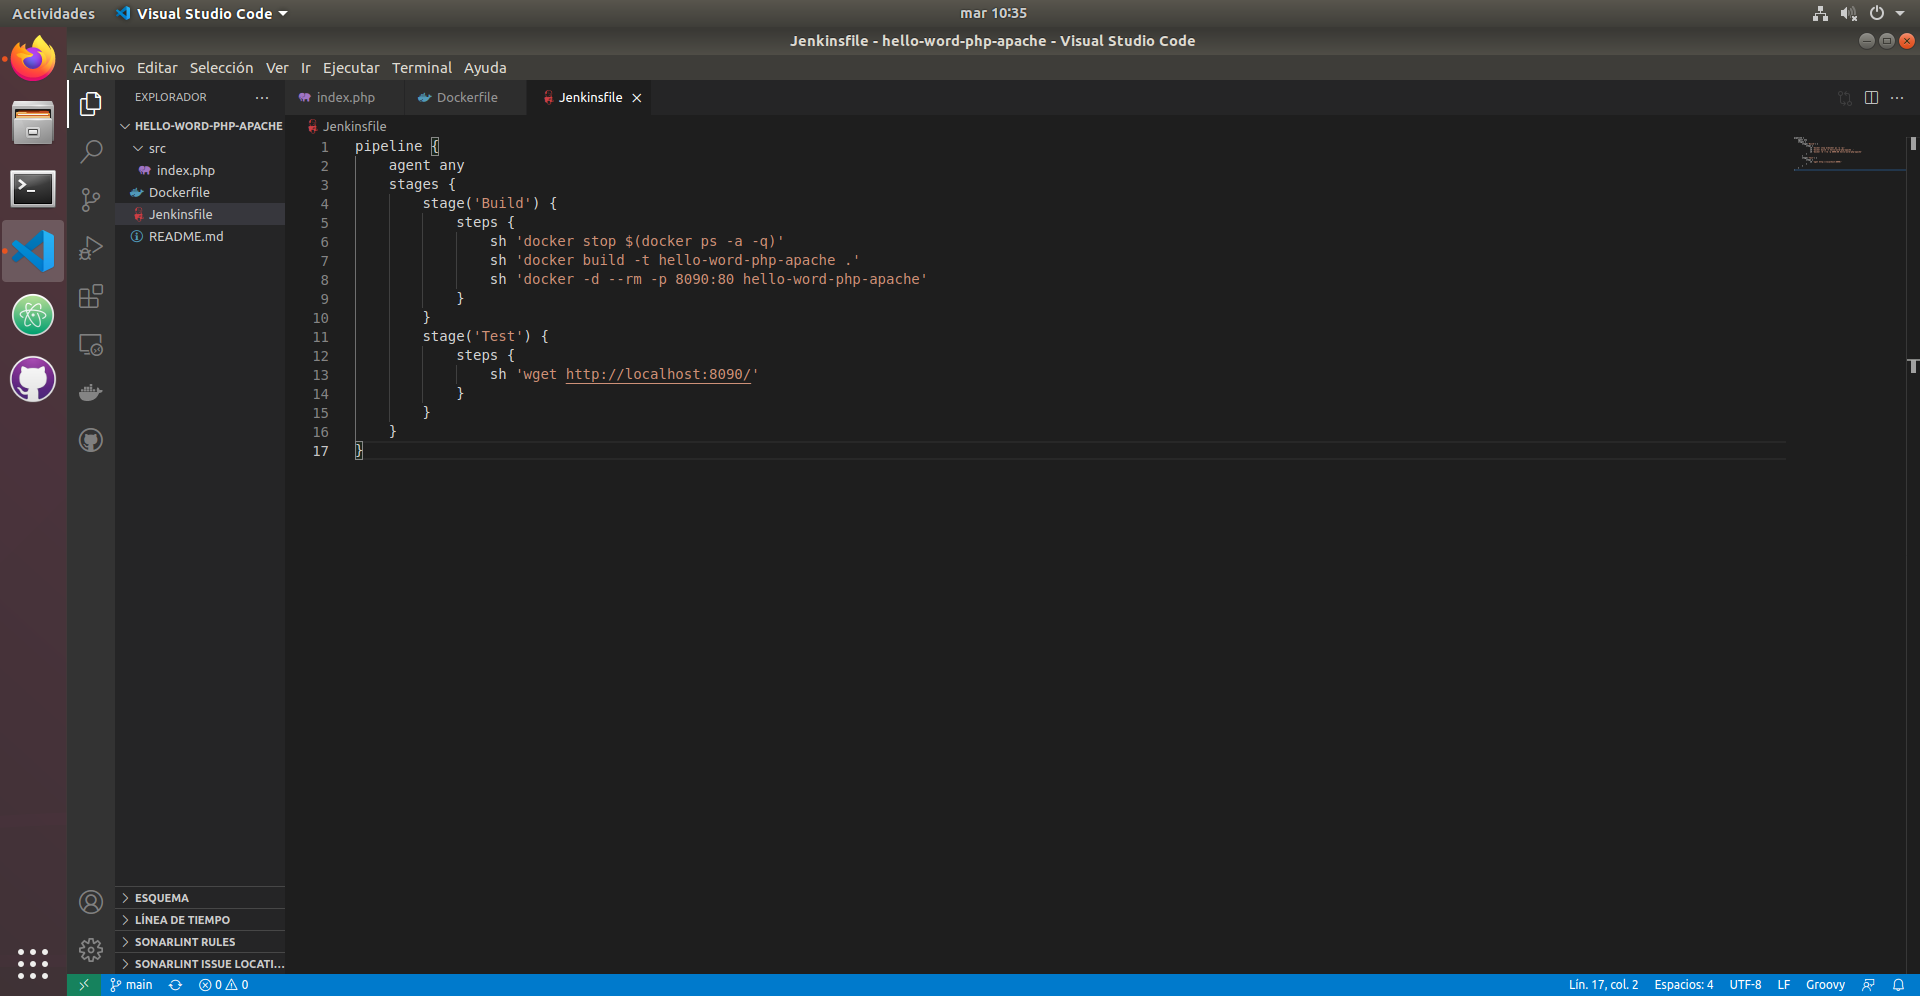 Actividades Visual Studio Code mar 10:35
Jenkinsfile - hello-word-php-apache - Visual Studio Code
Archivo Editar Selección Ver Ir Ejecutar Terminal Ayuda
EXPLORADOR
index.php Dockerfile Jenkinsfile
HELLO-WORD-PHP-APACHE
src
index.php
Dockerfile
Jenkinsfile
README.md
Jenkinsfile
1 pipeline {
2 agent any
3 stages {
4 stage('Build') {
5 steps {
6 sh 'docker stop $(docker ps -a -q)'
7 sh 'docker build -t hello-word-php-apache .'
8 sh 'docker -d --rm -p 8090:80 hello-word-php-apache'
9 }
10 }
11 stage('Test') {
12 steps {
13 sh 'wget http://localhost:8090/'
14 }
15 }
16 }
17 }
ESQUEMA
LÍNEA DE TIEMPO
SONARLINT RULES
SONARLINT ISSUE LOCATI...
main 0 0 Lín. 17, col. 2 Espacios: 4 UTF-8 LF Groovy